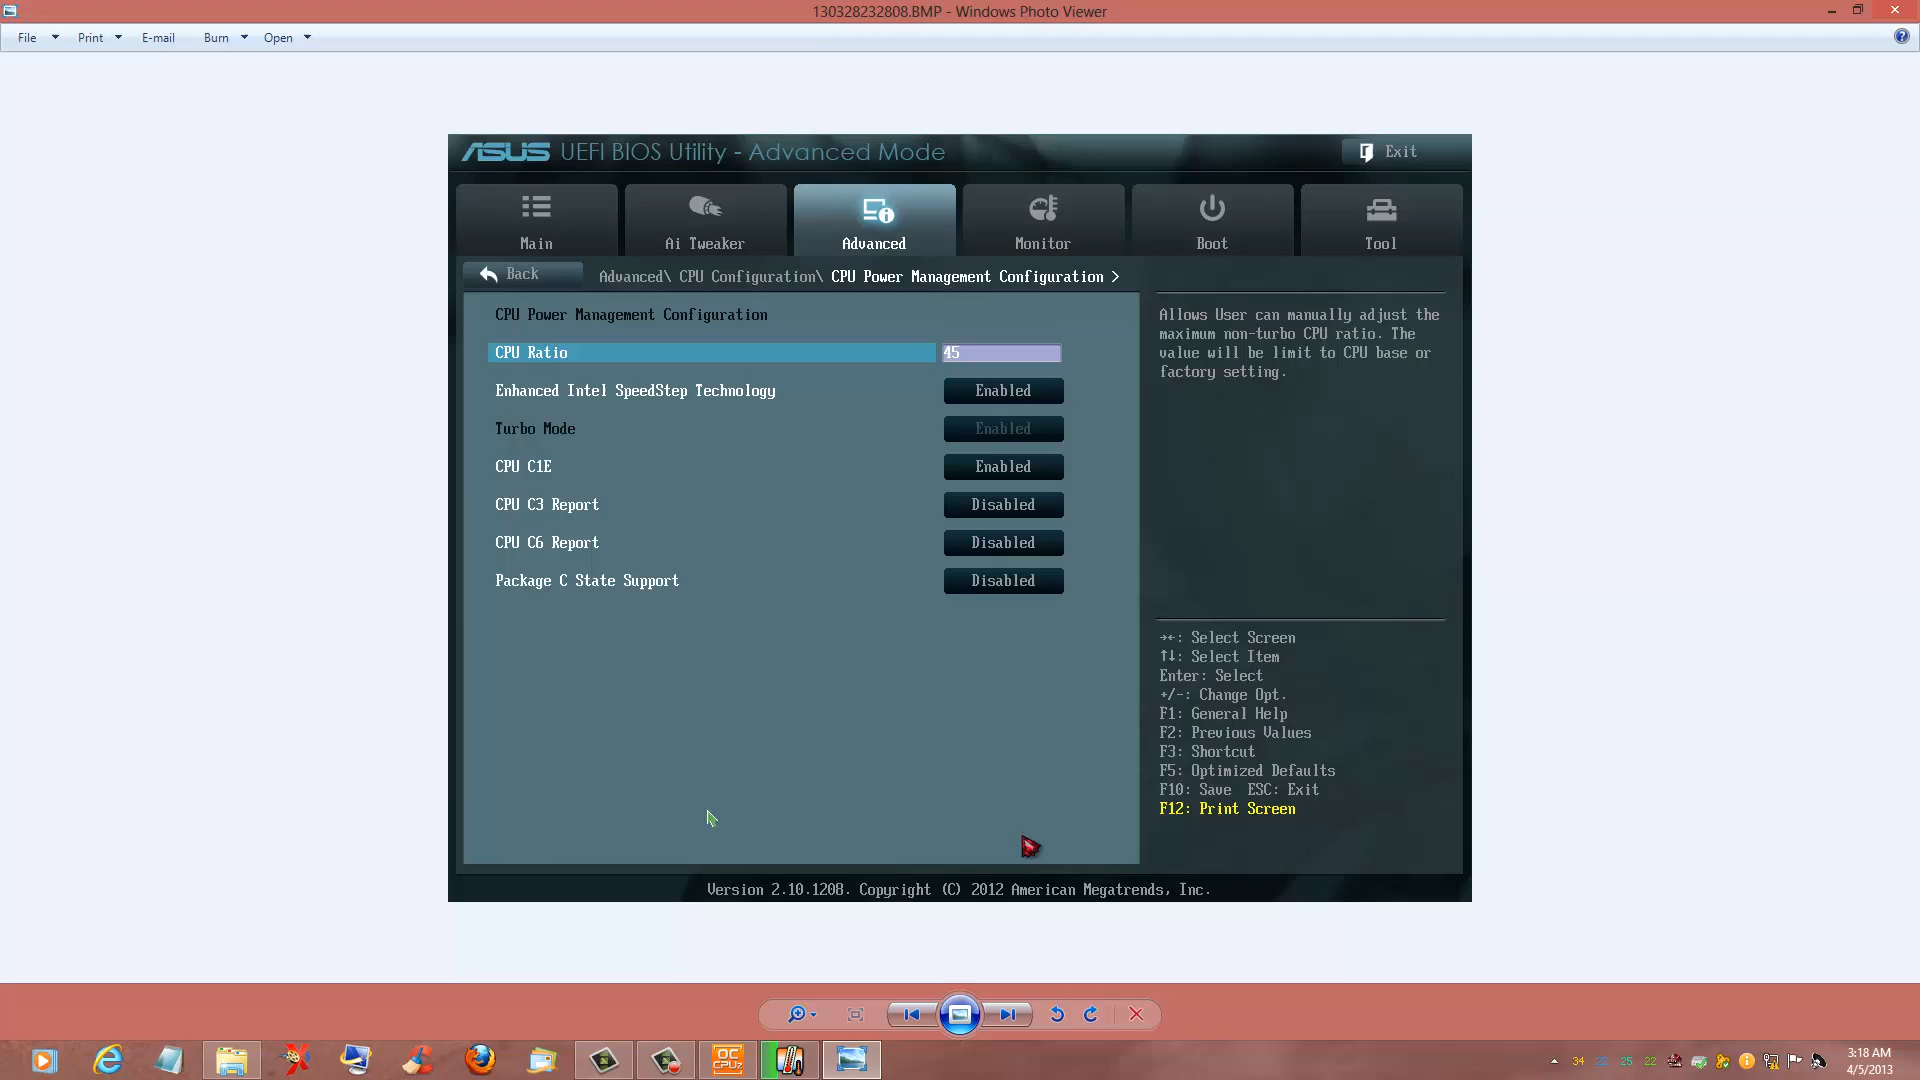 130328232808.BMP - Windows Photo Viewer
File Print E-mail Burn Open
ASUS UEFI BIOS Utility - Advanced Mode
Exit
Main Ai Tweaker Advanced Monitor Boot Tool
Back Advanced\ CPU Configuration\ CPU Power Management Configuration >
CPU Power Management Configuration
CPU Ratio 45
Enhanced Intel SpeedStep Technology Enabled
Turbo Mode Enabled
CPU C1E Enabled
CPU C3 Report Disabled
CPU C6 Report Disabled
Package C State Support Disabled
Allows User can manually adjust the
maximum non-turbo CPU ratio. The
value will be limit to CPU base or
factory setting.
→←: Select Screen
↑↓: Select Item
Enter: Select
+/-: Change Opt.
F1: General Help
F2: Previous Values
F3: Shortcut
F5: Optimized Defaults
F10: Save ESC: Exit
F12: Print Screen
Version 2.10.1208. Copyright (C) 2012 American Megatrends, Inc.
OC
CPUz
34 25 22
3:18 AM
4/5/2013